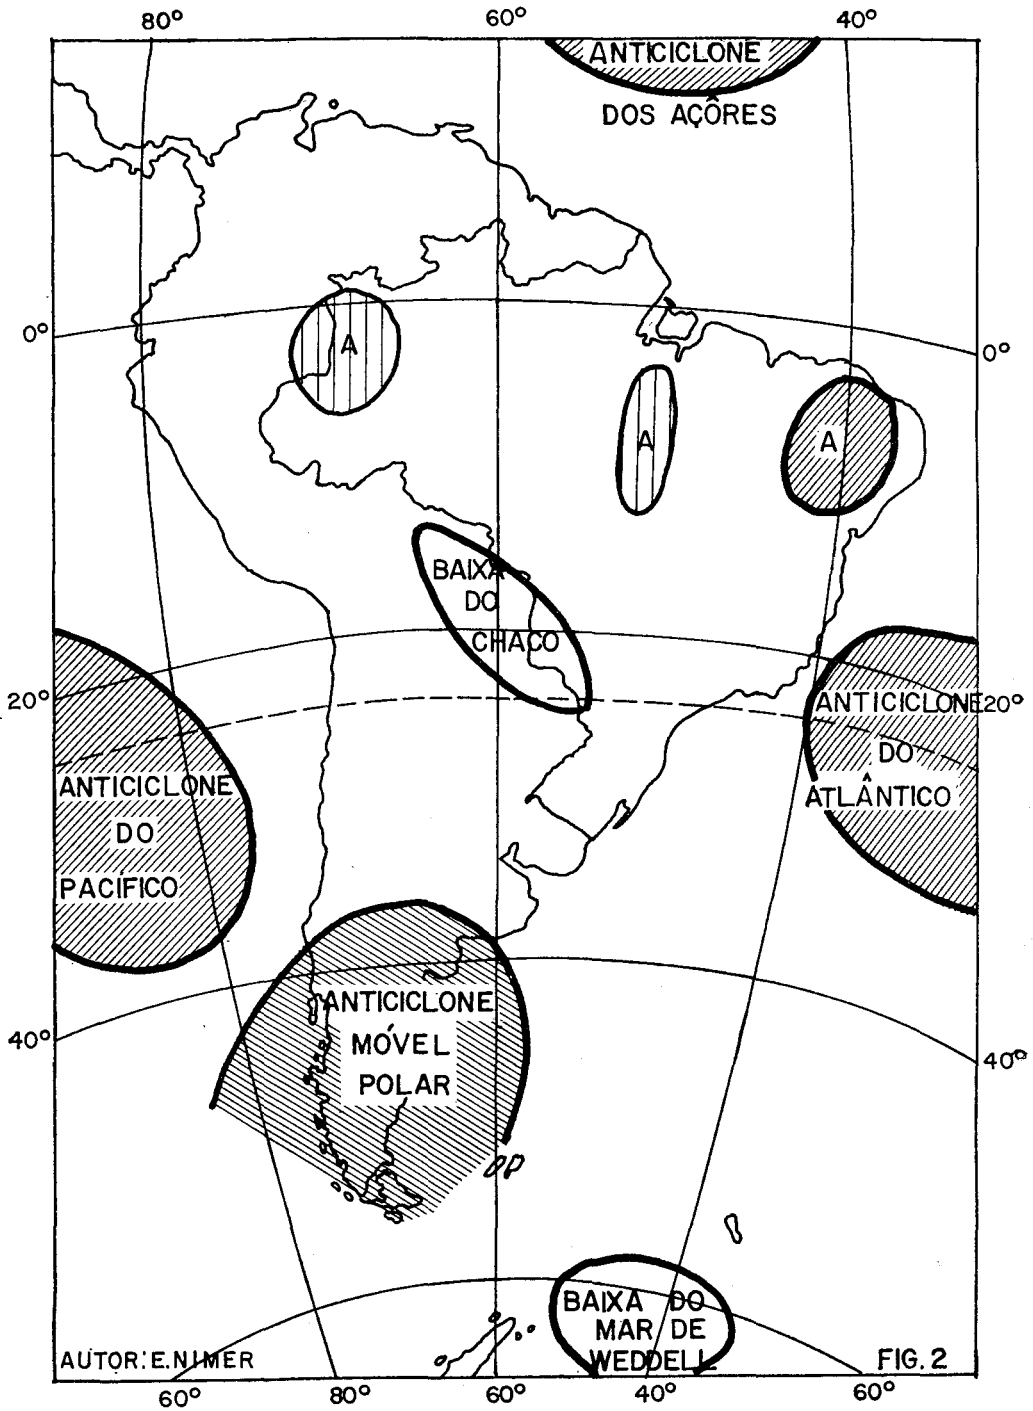 80° 60° 40°
ANTICICLONE
DOS AÇÔRES
0°
A
0°
A
A
BAIXA
DO
CHACO
20°
ANTICICLONE 20°
DO
ATLÂNTICO
ANTICICLONE
DO
PACÍFICO
ANTICICLONE
MÓVEL
POLAR
40°
40°
BAIXA DO
MAR DE
WEDDELL
AUTOR: E. NIMER
FIG. 2
60° 80° 60° 40° 60°